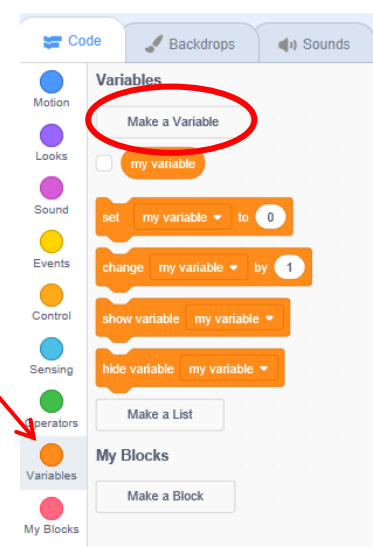 Code
Backdrops
Sounds
Motion
Looks
Sound
Events
Control
Sensing
Operators
Variables
My Blocks
Variables
Make a Variable
my variable
set my variable to 0
change my variable by 1
show variable my variable
hide variable my variable
Make a List
My Blocks
Make a Block